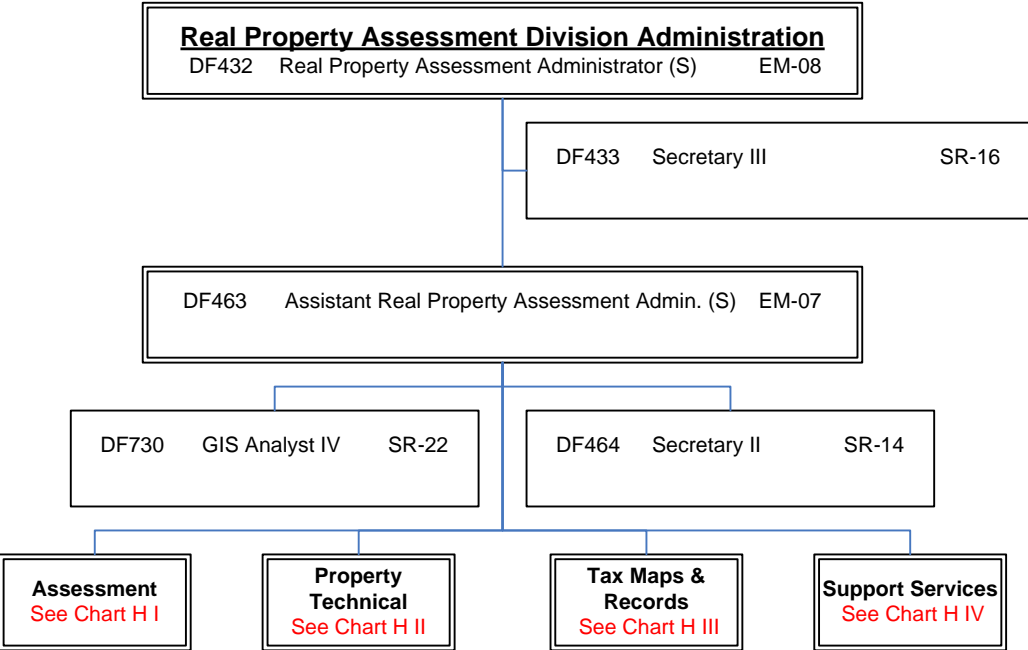 Real Property Assessment Division Administration
DF432 Real Property Assessment Administrator (S) EM-08
DF433 Secretary III SR-16
DF463 Assistant Real Property Assessment Admin. (S) EM-07
DF730 GIS Analyst IV SR-22
DF464 Secretary II SR-14
Assessment
See Chart H I
Property
Technical
See Chart H II
Tax Maps &
Records
See Chart H III
Support Services
See Chart H IV